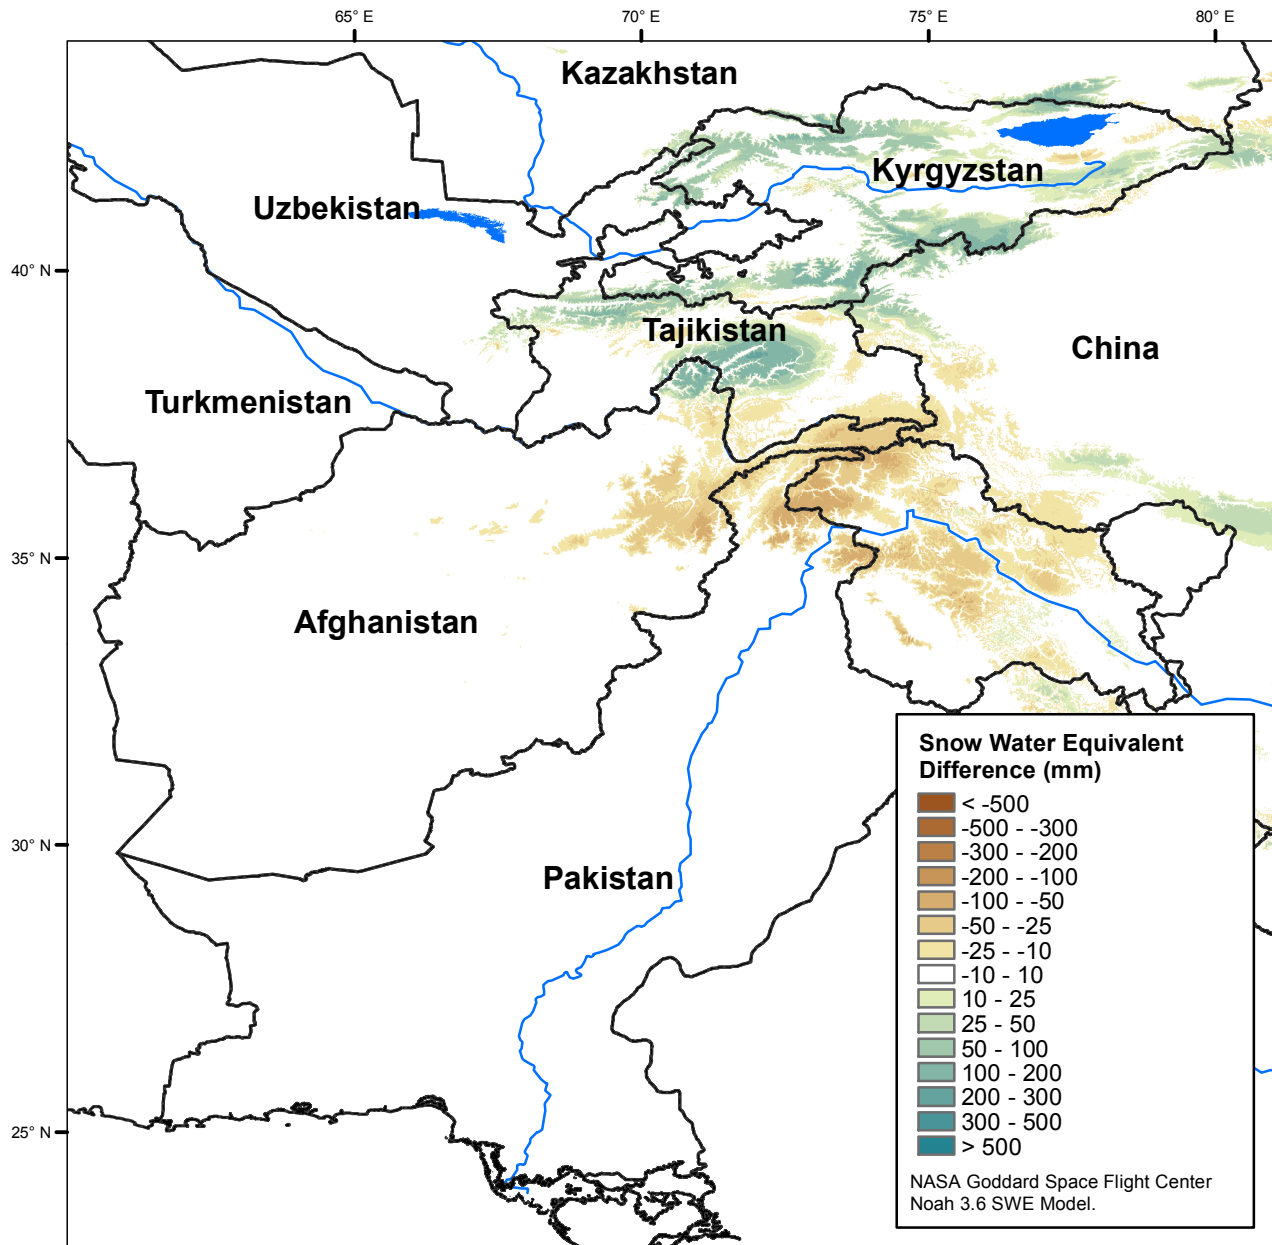 65° E
70° E
75° E
80° E
Kazakhstan
Kyrgyzstan
Uzbekistan
40° N
Tajikistan
China
Turkmenistan
35° N
Afghanistan
Snow Water Equivalent
Difference (mm)
< -500
-500 - -300
-300 - -200
-200 - -100
-100 - -50
-50 - -25
-25 - -10
-10 - 10
10 - 25
25 - 50
50 - 100
100 - 200
200 - 300
300 - 500
> 500
NASA Goddard Space Flight Center
Noah 3.6 SWE Model.
30° N
Pakistan
25° N